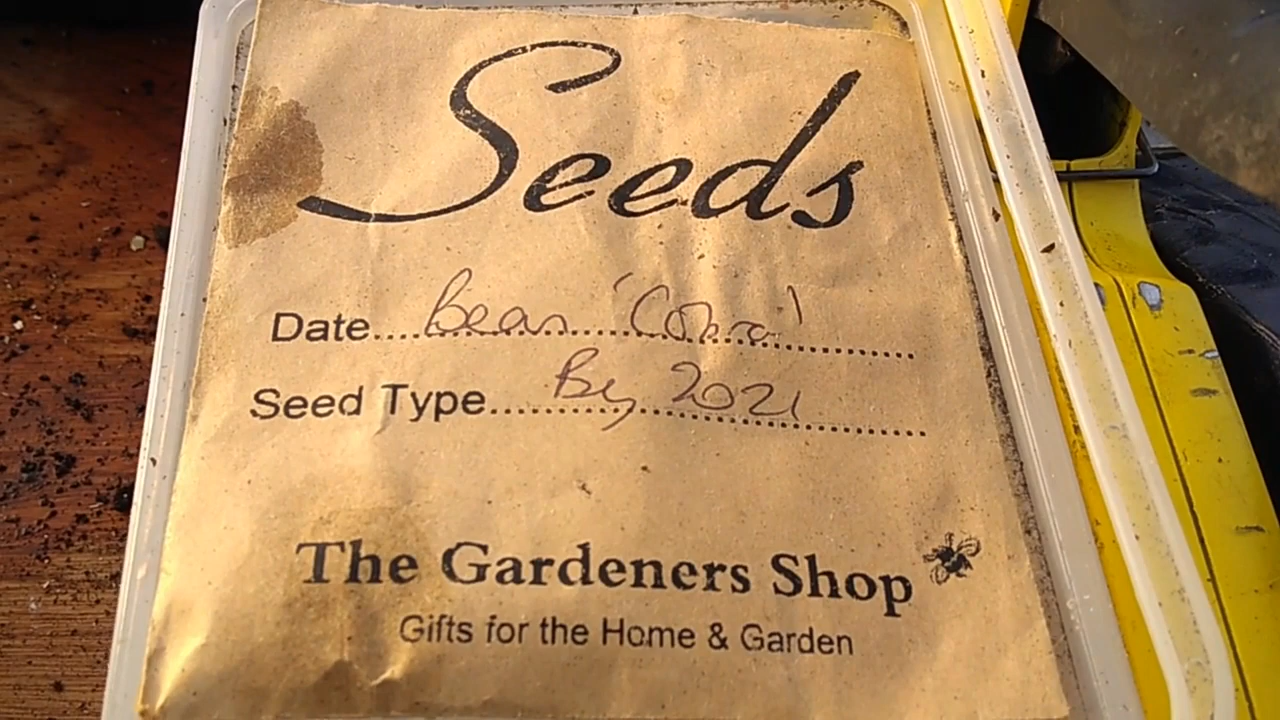 Seeds
Date....Bean 'Cobra'
Seed Type....By 2021
The Gardeners Shop
Gifts for the Home & Garden